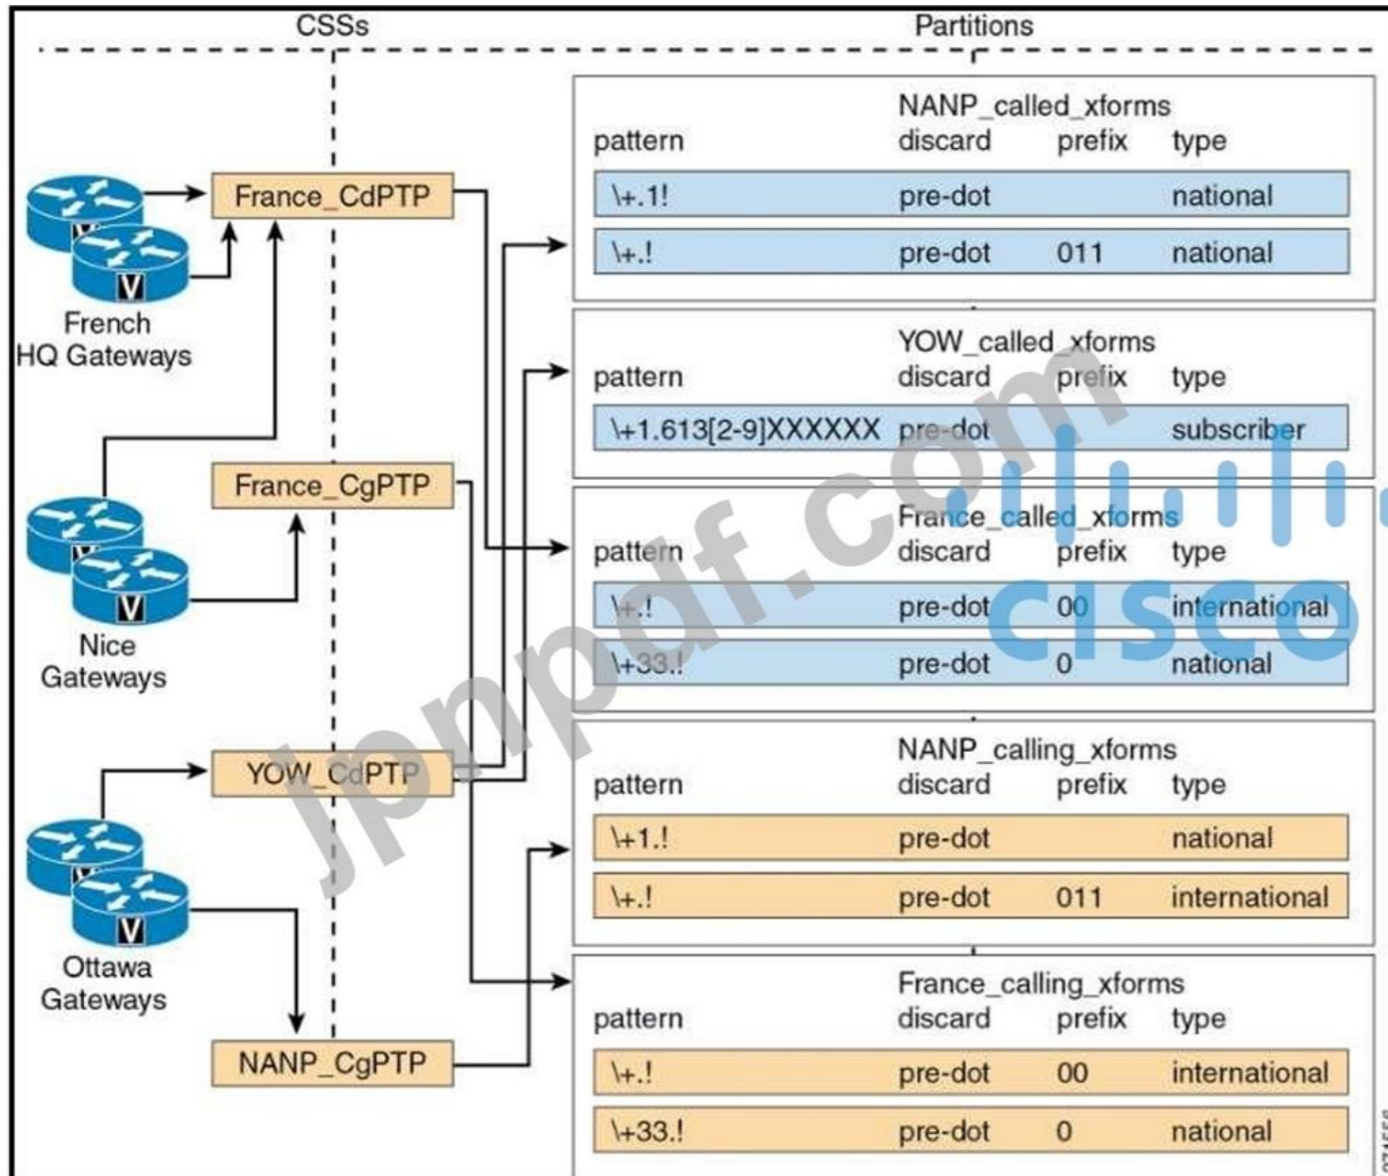 CSSs
Partitions
French
HQ Gateways
Nice
Gateways
Ottawa
Gateways
France_CdPTP
France_CgPTP
YOW_CdPTP
NANP_CgPTP
NANP_called_xforms
pattern discard prefix type
\+.1! pre-dot national
\+.! pre-dot 011 national
YOW_called_xforms
pattern discard prefix type
\+1.613[2-9]XXXXXX pre-dot subscriber
France_called_xforms
pattern discard prefix type
\+.! pre-dot 00 international
\+33.! pre-dot 0 national
NANP_calling_xforms
pattern discard prefix type
\+1.! pre-dot national
\+.! pre-dot 011 international
France_calling_xforms
pattern discard prefix type
\+.! pre-dot 00 international
\+33.! pre-dot 0 national
V
V
V
jpnpdf.com
CISCO